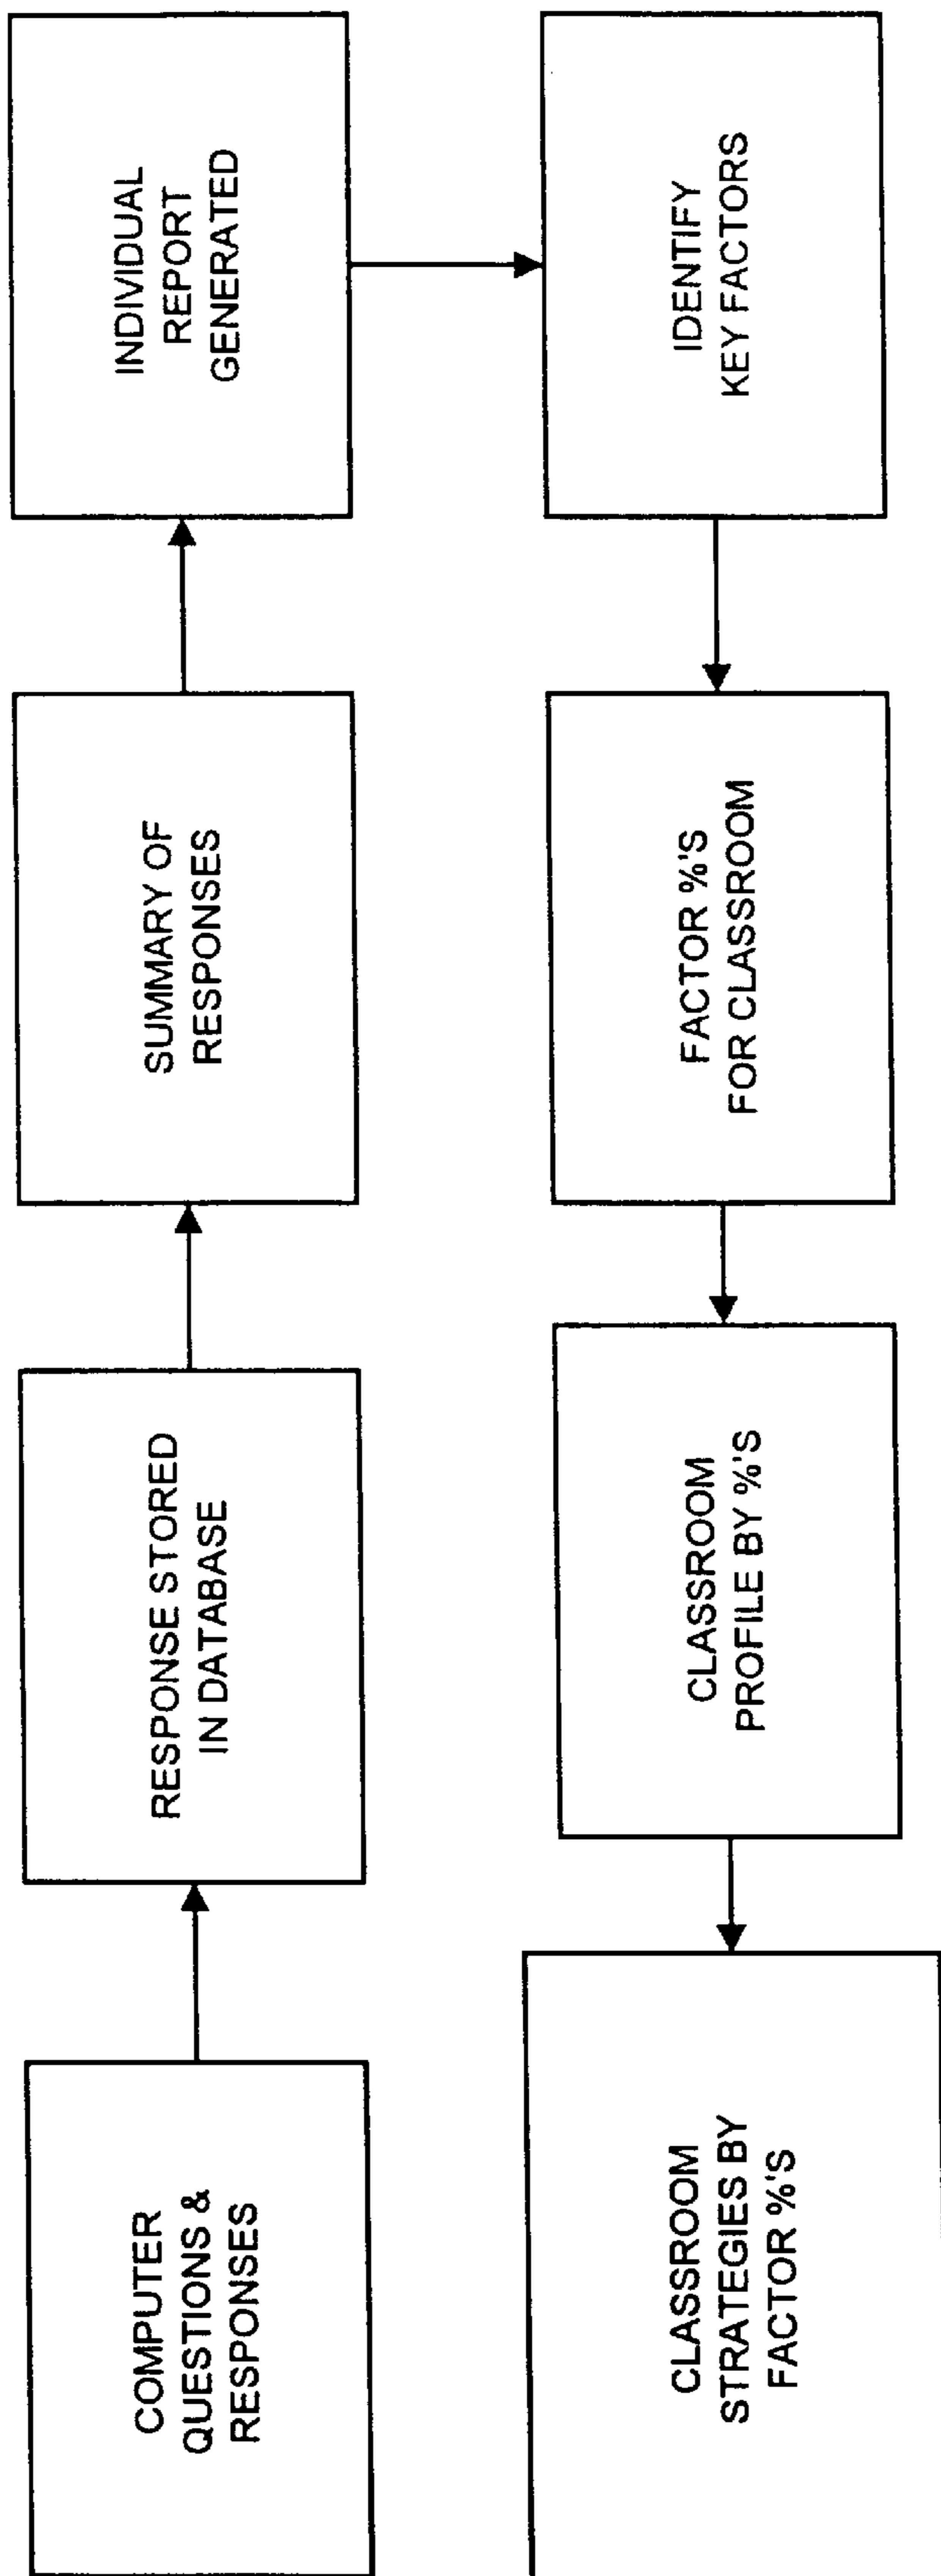 COMPUTER
QUESTIONS &
RESPONSES
RESPONSE STORED
IN DATABASE
SUMMARY OF
RESPONSES
INDIVIDUAL
REPORT
GENERATED
IDENTIFY
KEY FACTORS
FACTOR %'S
FOR CLASSROOM
CLASSROOM
PROFILE BY %'S
CLASSROOM
STRATEGIES BY
FACTOR %'S